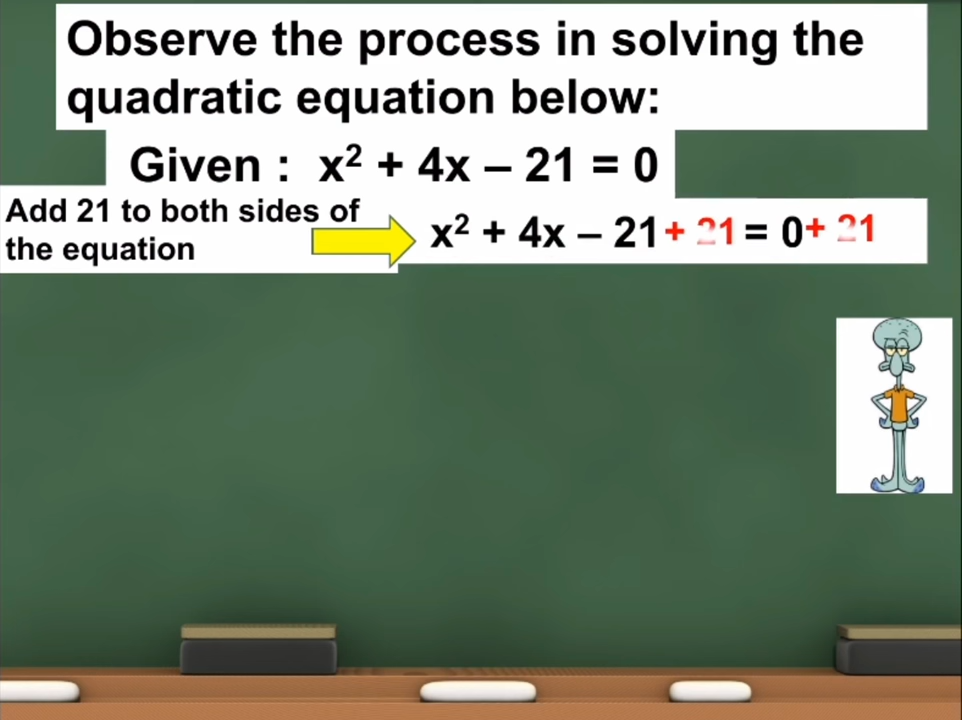 Observe the process in solving the
quadratic equation below:
Given : x² + 4x – 21 = 0
Add 21 to both sides of
the equation
x² + 4x – 21 + 21 = 0 + 21